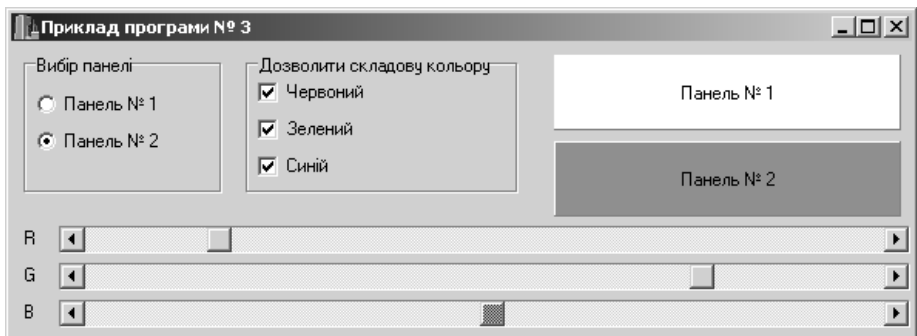 Приклад програми № 3
Вибір панелі
Панель № 1
Панель № 2
Дозволити складову кольору
Червоний
Зелений
Синій
Панель № 1
Панель № 2
R
G
B